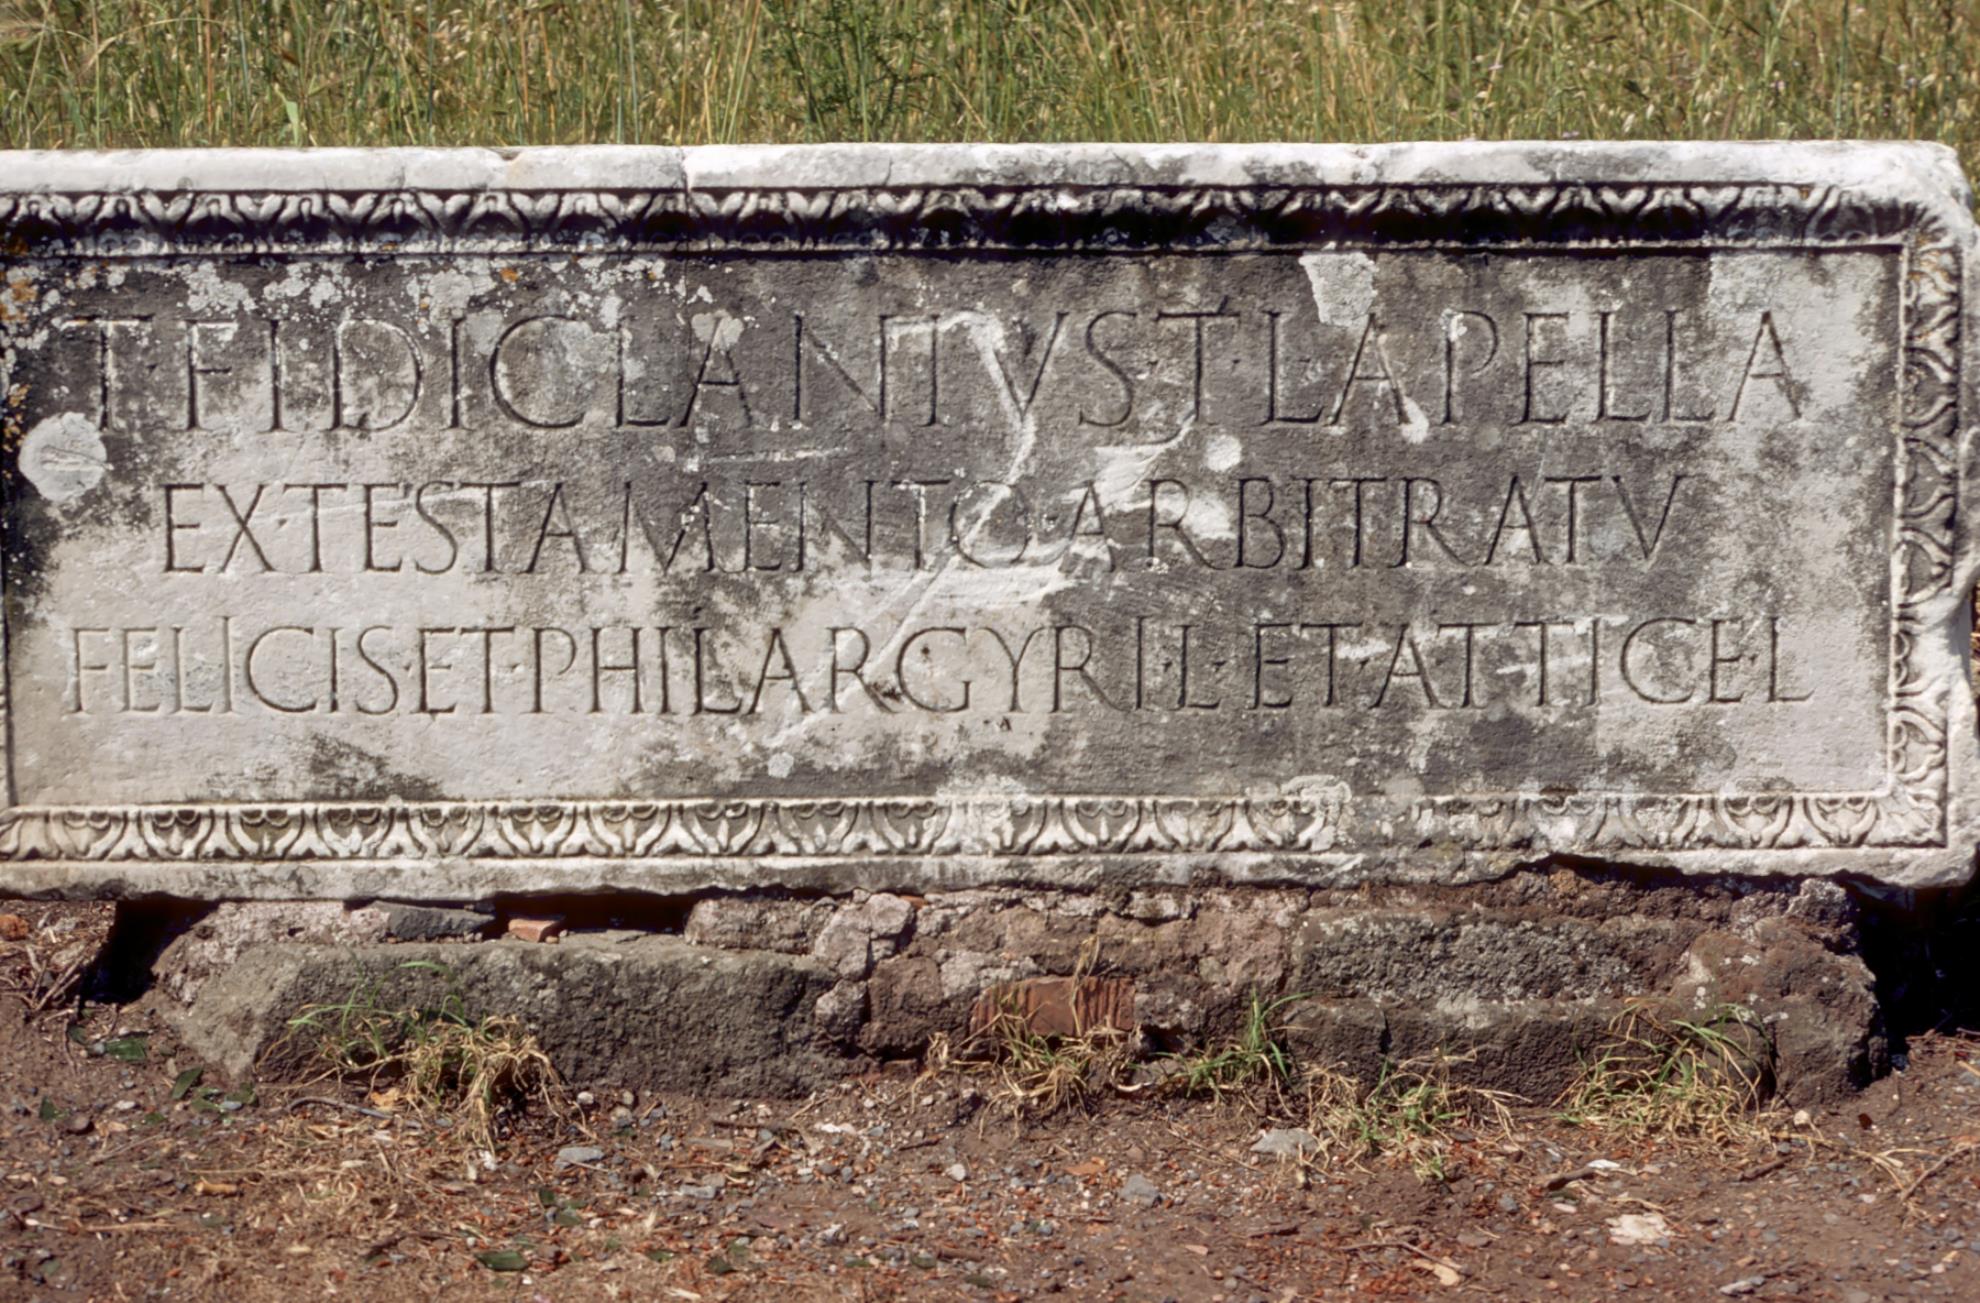 T·FIDICLANIVS·T·L·APELLA
EX·TESTAMENTO·ARBITRATV
FELICIS·ET·PHILARGYRI·L·ET·ATTICE·L